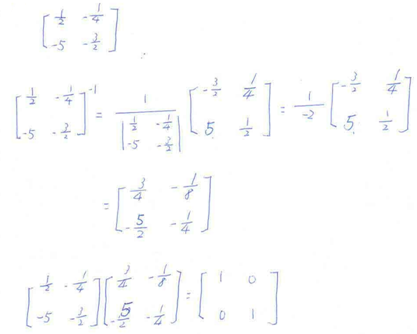 [1/2 -1/4
-5 -3/2]
[1/2 -1/4
-5 -3/2]^-1 = 1/|1/2 -1/4
-5 -3/2| [-3/2 1/4
5 1/2] = 1/-2 [-3/2 1/4
5 1/2]
= [3/4 -1/8
-5/2 -1/4]
[1/2 -1/4
-5 -3/2] [3/4 -1/8
-5/2 -1/4] = [1 0
0 1]